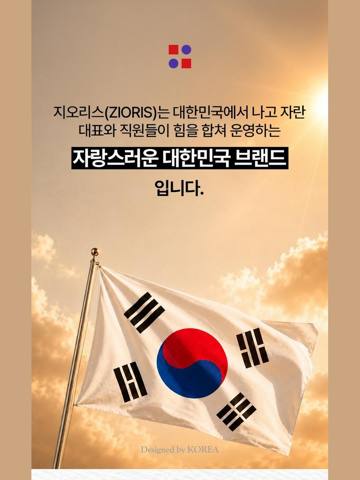 지오리스(ZIORIS)는 대한민국에서 나고 자란
대표와 직원들이 힘을 합쳐 운영하는
자랑스러운 대한민국 브랜드
입니다.
Designed by KOREA